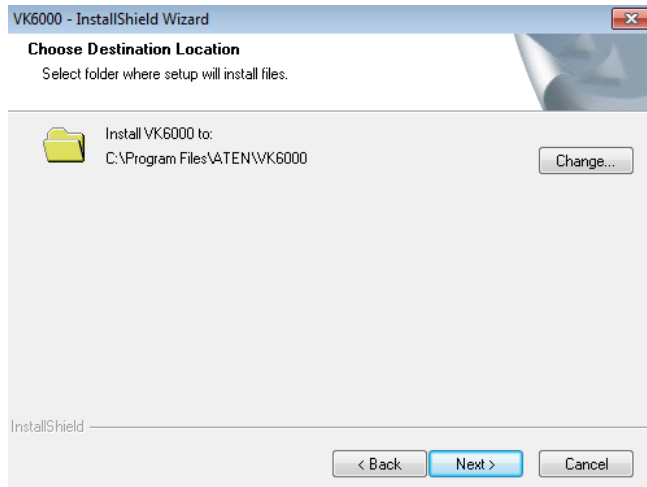 VK6000 - InstallShield Wizard
Choose Destination Location
Select folder where setup will install files.
Install VK6000 to:
C:\Program Files\ATEN\VK6000
Change...
InstallShield
< Back
Next >
Cancel